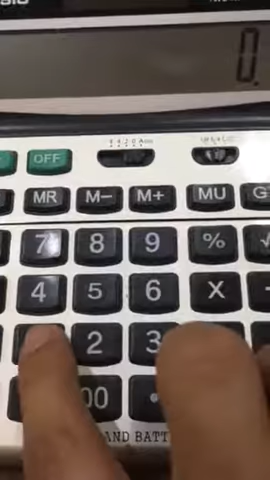 0.
OFF
MR M− M+ MU G
7 8 9 % √
4 5 6 X
2 3
00 •
AND BATT